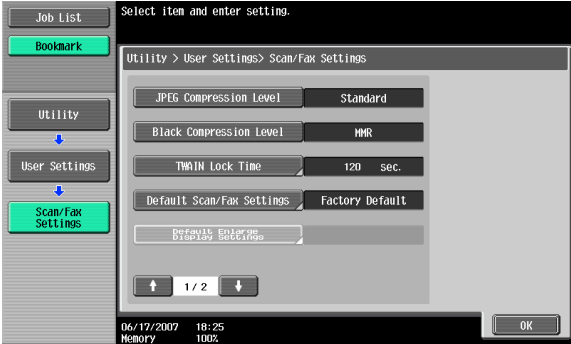 Job List
Bookmark
Select item and enter setting.
Utility > User Settings> Scan/Fax Settings
Utility
User Settings
Scan/Fax
Settings
JPEG Compression Level
Standard
Black Compression Level
MMR
TWAIN Lock Time
120 sec.
Default Scan/Fax Settings
Factory Default
Default Enlarge
Display Settings
1/2
06/17/2007 18:25
Memory 100%
OK